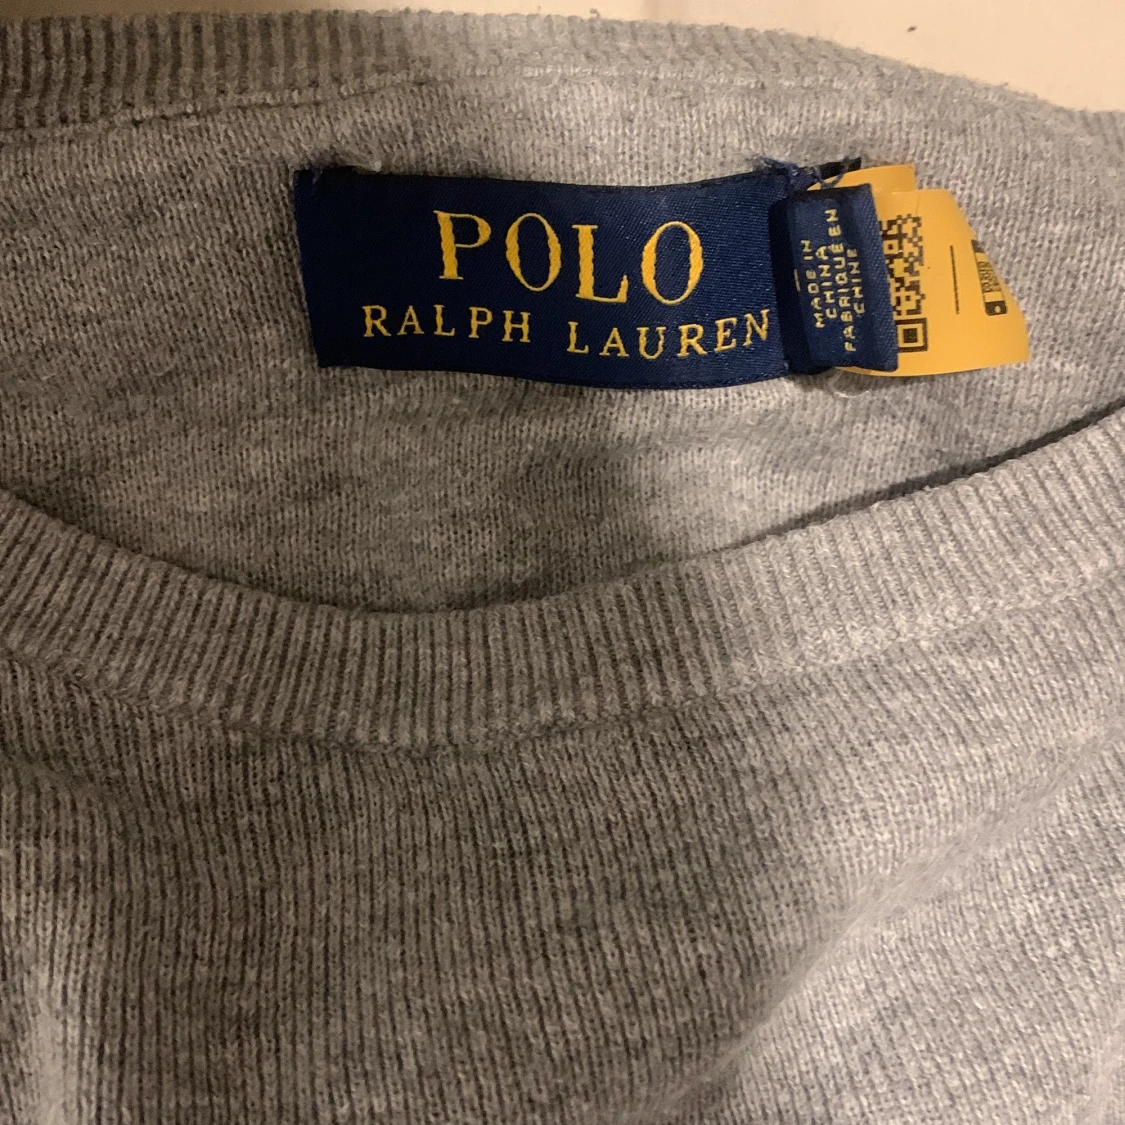 POLO
RALPH LAUREN
MADE IN
CHINA
FABRIQUÉ EN
CHINE